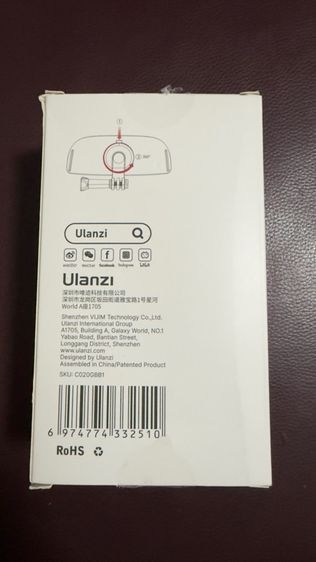 ①
② 360°
Ulanzi
weibo wechat facebook Instagram bilibili
Ulanzi
深圳市唯迹科技有限公司
深圳市龙岗区坂田街道雅宝路1号星河
World A座1705
Shenzhen VIJIM Technology Co.,Ltd.
Ulanzi International Group
A1705, Building A, Galaxy World, NO.1
Yabao Road, Bantian Street,
Longgang District, Shenzhen
www.ulanzi.com
Designed by Ulanzi
Assembled in China/Patented Product
SKU: C020GBB1
6 974774 332510
RoHS